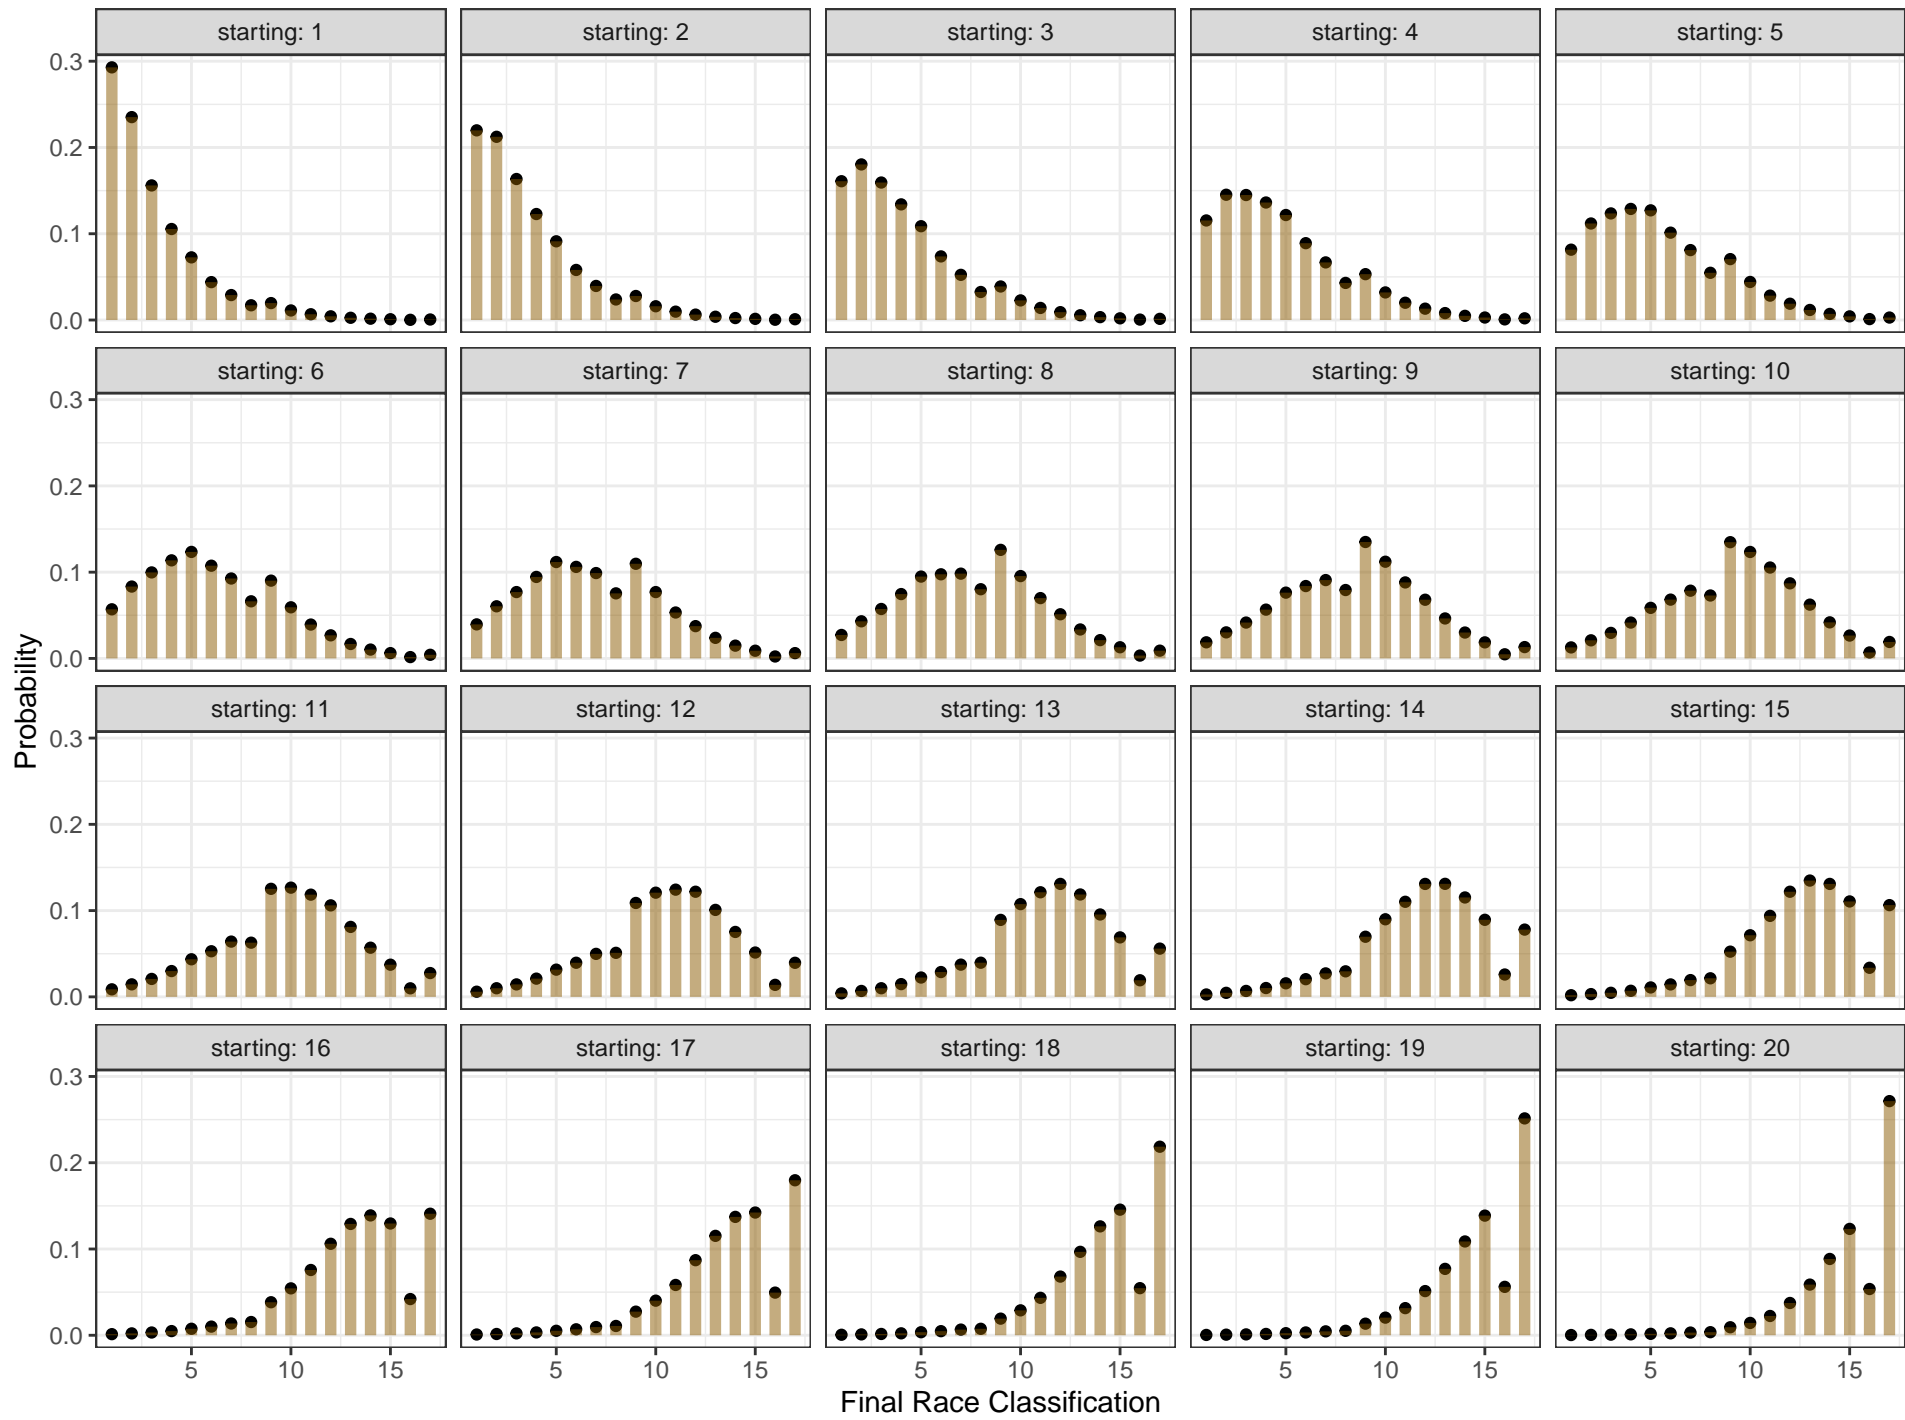 starting: 1
starting: 2
starting: 3
starting: 4
starting: 5
0.3
0.2
0.1
0.0
starting: 6
starting: 7
starting: 8
starting: 9
starting: 10
0.3
0.2
0.1
0.0
starting: 11
starting: 12
starting: 13
starting: 14
starting: 15
0.3
0.2
0.1
0.0
starting: 16
starting: 17
starting: 18
starting: 19
starting: 20
0.3
0.2
0.1
0.0
5 10 15
5 10 15
5 10 15
5 10 15
5 10 15
Probability
Final Race Classification